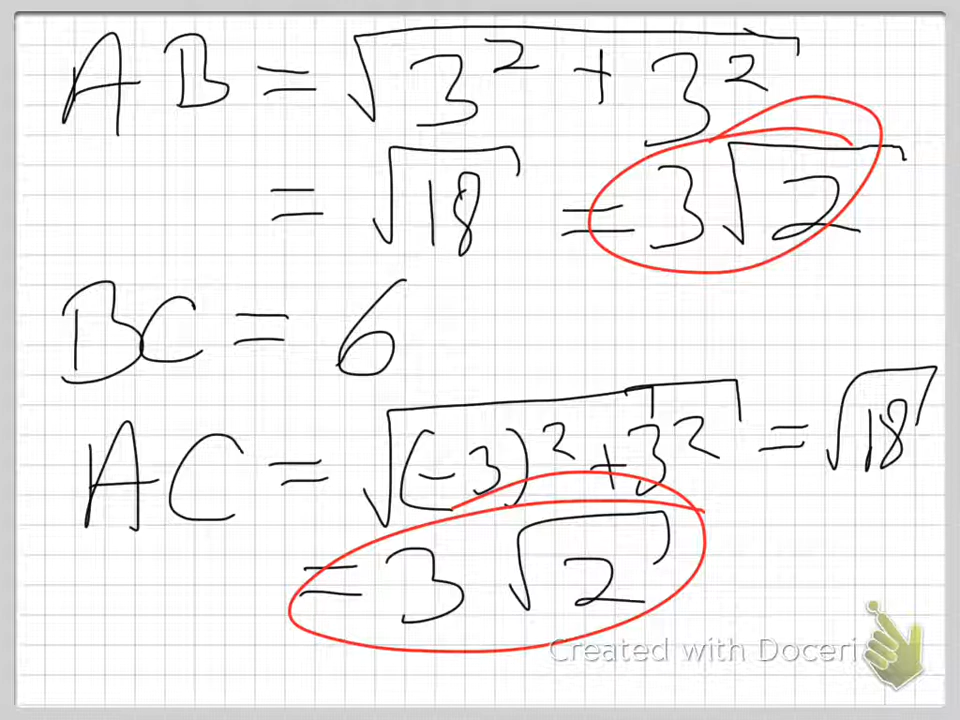 AB = √3² + 3²
= √18 = 3√2
BC = 6
AC = √(-3)² + 3² = √18
= 3√2
Created with Doceri